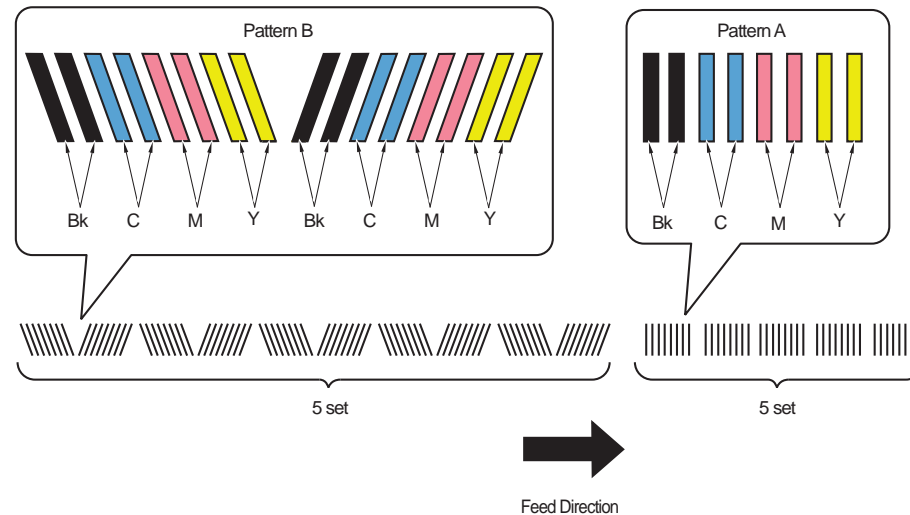 Pattern B
Pattern A
Bk C M Y Bk C M Y
Bk C M Y
5 set
5 set
Feed Direction